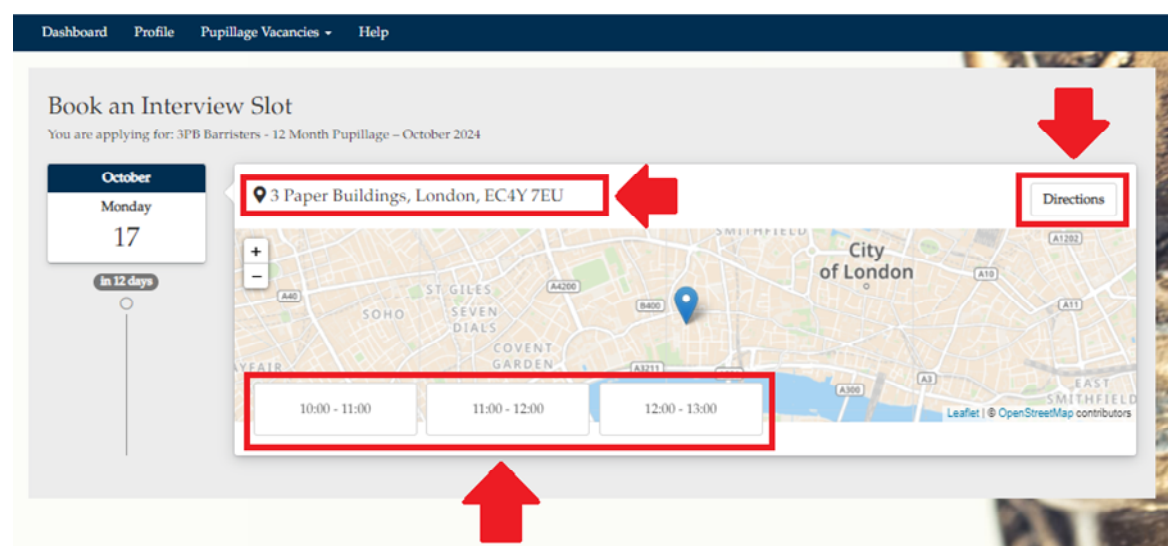 Dashboard Profile Pupillage Vacancies Help
Book an Interview Slot
You are applying for: 3PB Barristers - 12 Month Pupillage – October 2024
October
Monday
17
in 12 days
3 Paper Buildings, London, EC4Y 7EU
Directions
+
−
SMITHFIELD
City
of London
A1202
A10
A40
ST GILES
A4200
B400
A11
SOHO
SEVEN
DIALS
COVENT
GARDEN
A3211
A3
A300
EAST
SMITHFIELD
10:00 - 11:00
11:00 - 12:00
12:00 - 13:00
Leaflet | © OpenStreetMap contributors